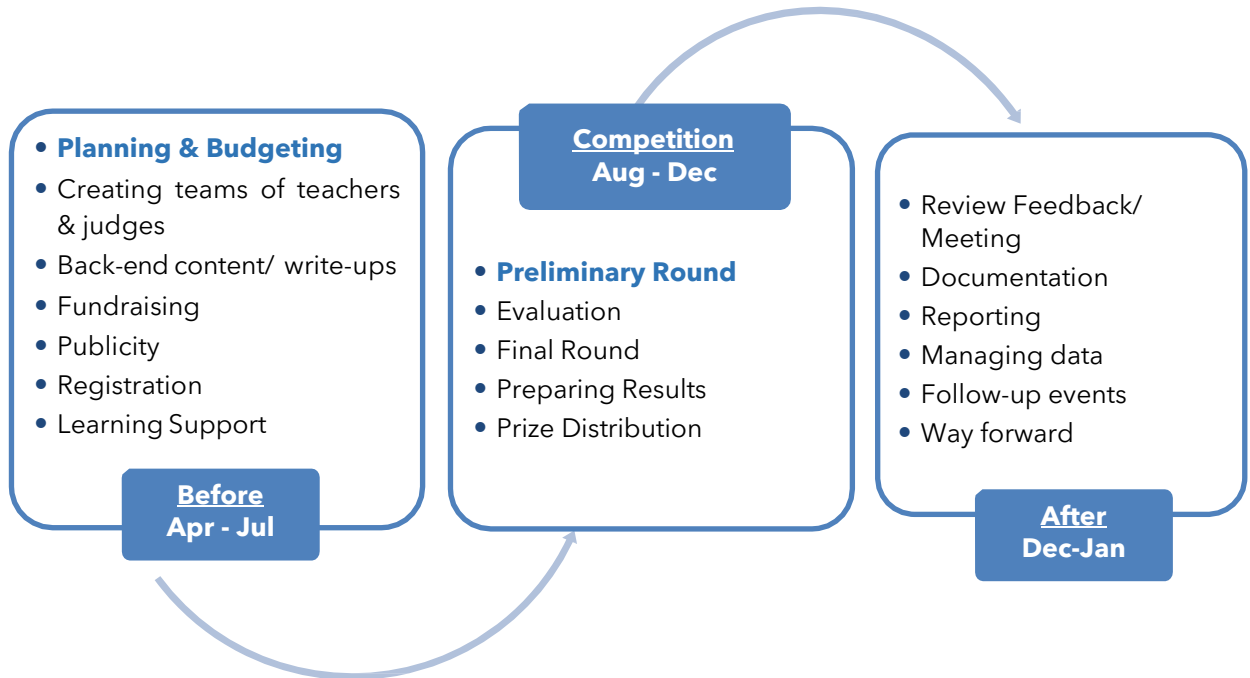 • Planning & Budgeting
• Creating teams of teachers
& judges
• Back-end content/ write-ups
• Fundraising
• Publicity
• Registration
• Learning Support
Before
Apr - Jul
Competition
Aug - Dec
• Preliminary Round
• Evaluation
• Final Round
• Preparing Results
• Prize Distribution
• Review Feedback/
Meeting
• Documentation
• Reporting
• Managing data
• Follow-up events
• Way forward
After
Dec-Jan